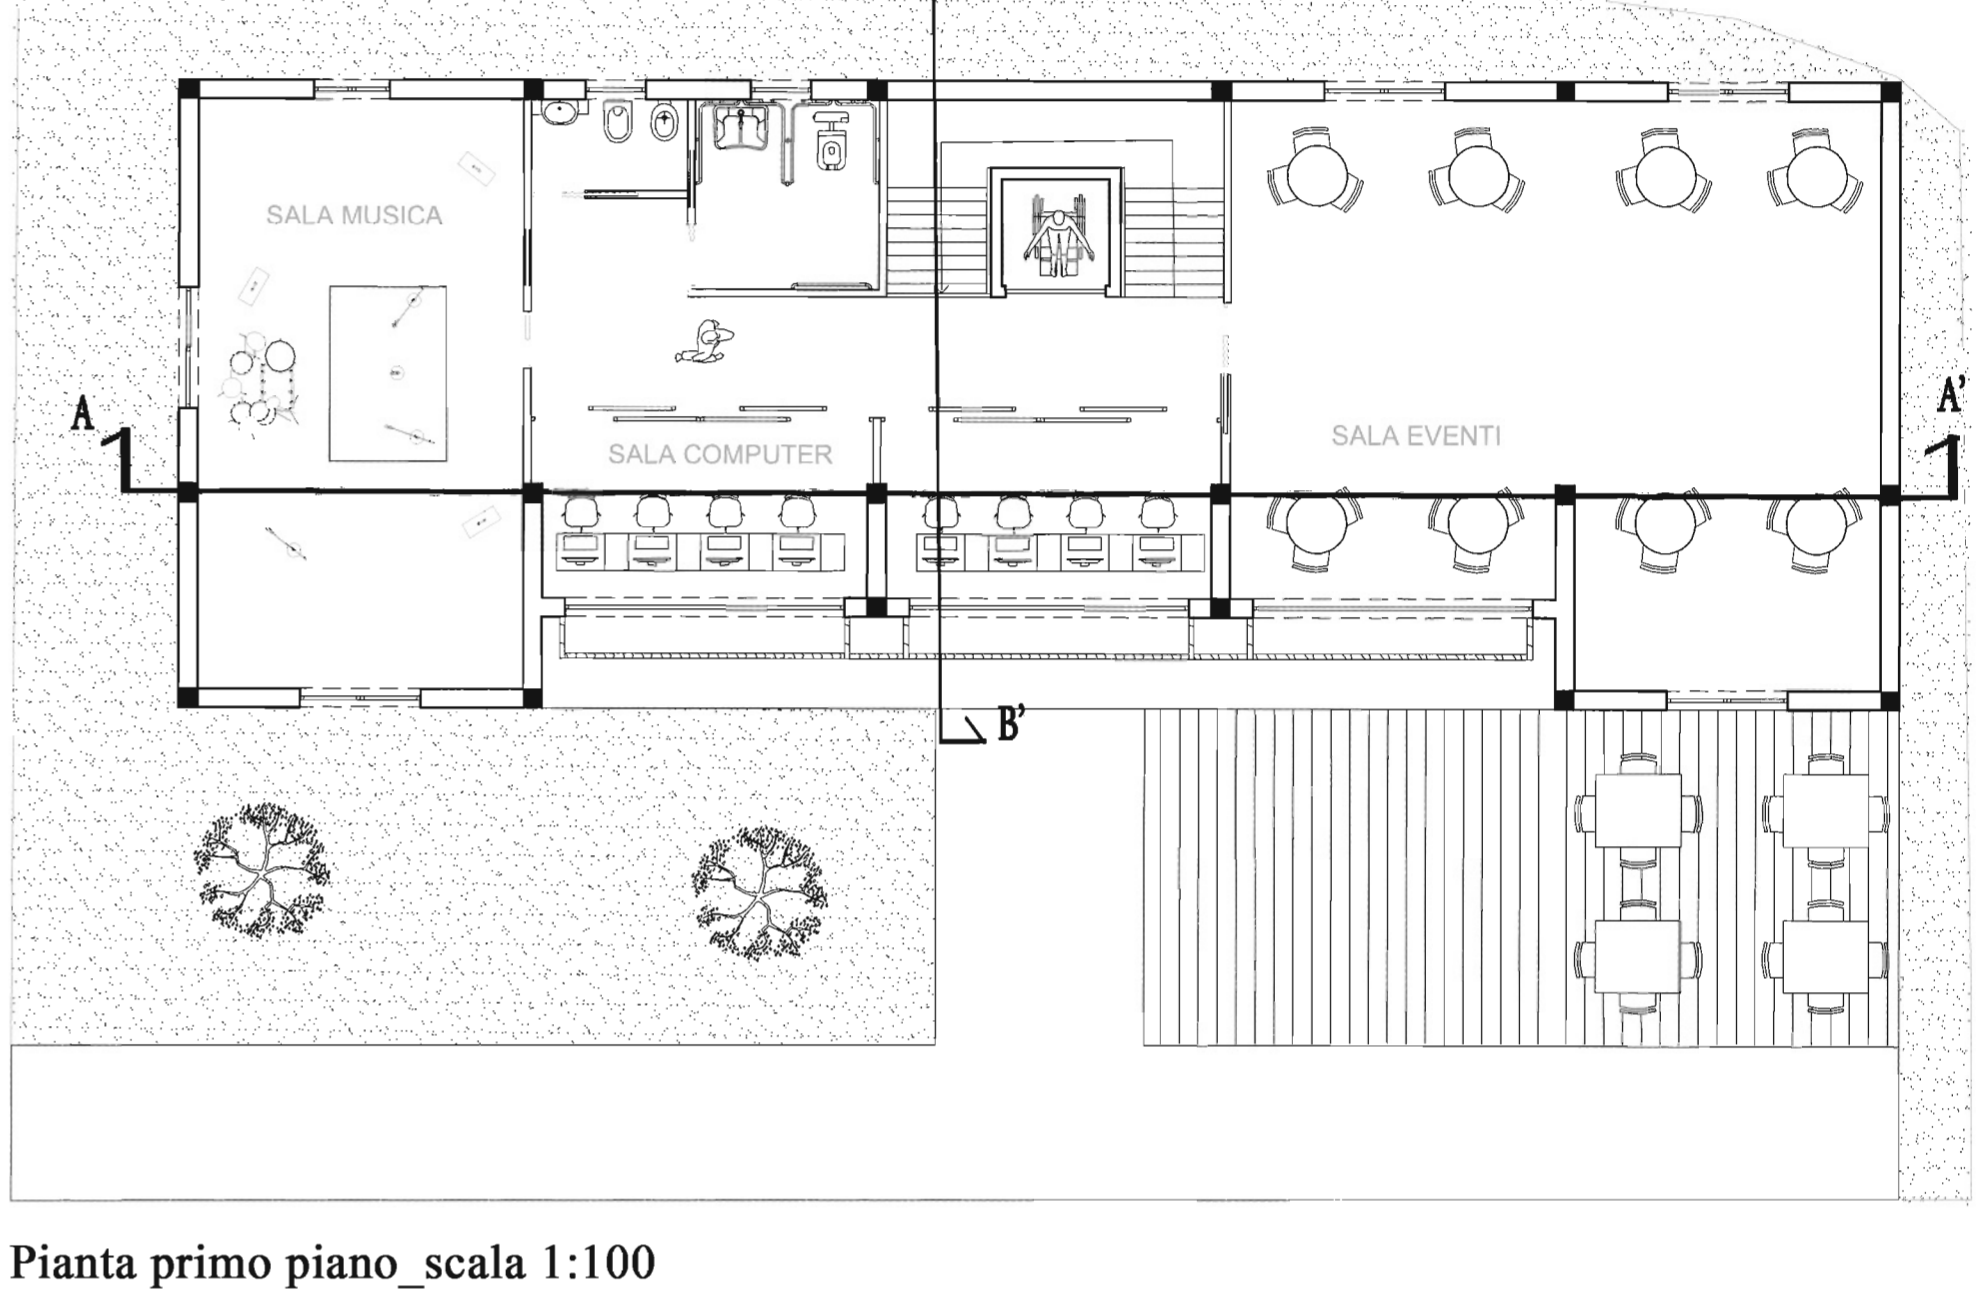 SALA MUSICA
A
A’
SALA COMPUTER
SALA EVENTI
B’
Pianta primo piano_scala 1:100